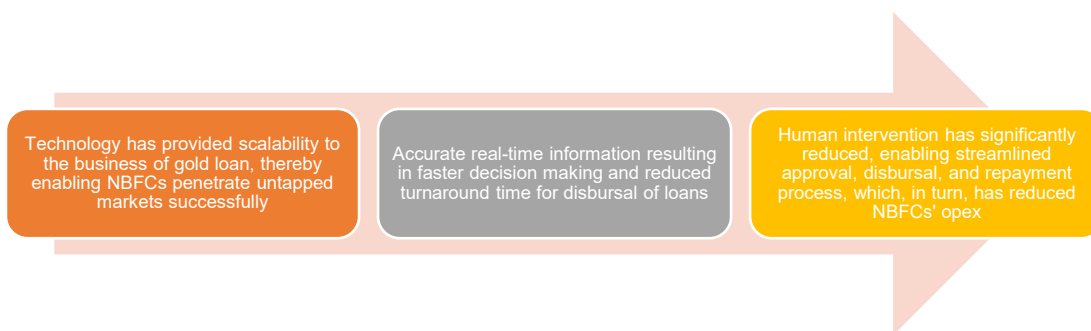 Technology has provided scalability to
the business of gold loan, thereby
enabling NBFCs penetrate untapped
markets successfully
Accurate real-time information resulting
in faster decision making and reduced
turnaround time for disbursal of loans
Human intervention has significantly
reduced, enabling streamlined
approval, disbursal, and repayment
process, which, in turn, has reduced
NBFCs' opex